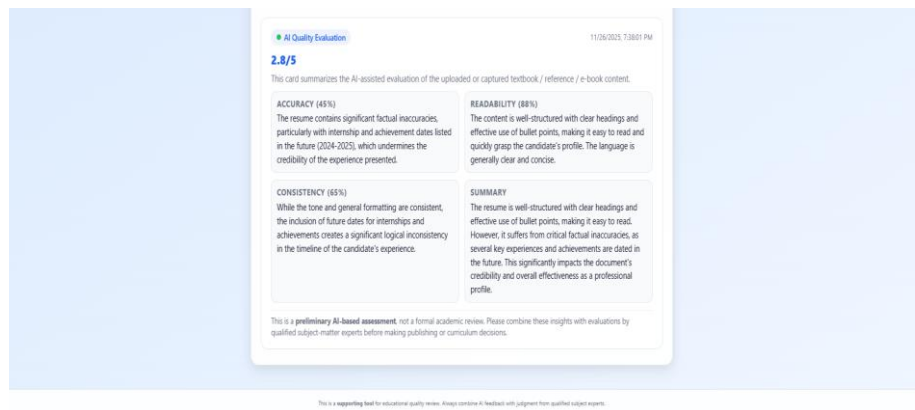 AI Quality Evaluation
11/26/2025, 7:38:01 PM
2.8/5
This card summarizes the AI-assisted evaluation of the uploaded or captured textbook / reference / e-book content.
ACCURACY (45%)
The resume contains significant factual inaccuracies,
particularly with internship and achievement dates listed
in the future (2024-2025), which undermines the
credibility of the experience presented.
READABILITY (88%)
The content is well-structured with clear headings and
effective use of bullet points, making it easy to read and
quickly grasp the candidate's profile. The language is
generally clear and concise.
CONSISTENCY (65%)
While the tone and general formatting are consistent,
the inclusion of future dates for internships and
achievements creates a significant logical inconsistency
in the timeline of the candidate's experience.
SUMMARY
The resume is well-structured with clear headings and
effective use of bullet points, making it easy to read.
However, it suffers from critical factual inaccuracies, as
several key experiences and achievements are dated in
the future. This significantly impacts the document's
credibility and overall effectiveness as a professional
profile.
This is a preliminary AI-based assessment, not a formal academic review. Please combine these insights with evaluations by
qualified subject-matter experts before making publishing or curriculum decisions.
This is a supporting tool for educational quality review. Always combine AI feedback with judgment from qualified subject experts.